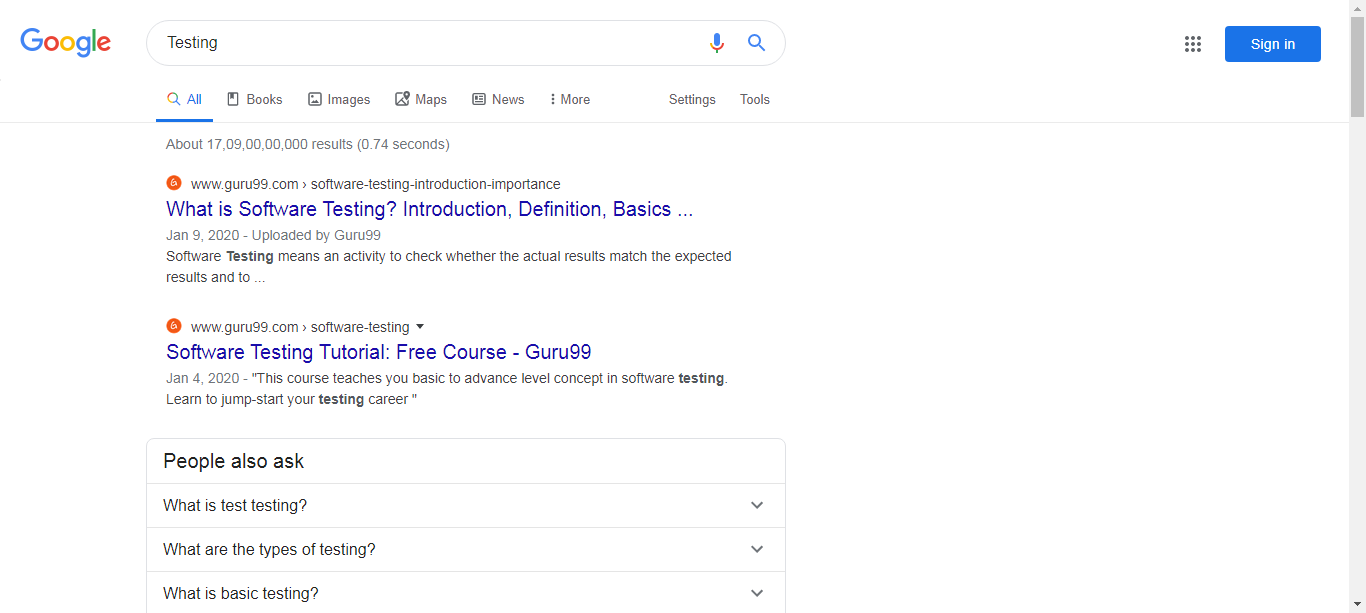 Google
Testing
Sign in
All Books Images Maps News More Settings Tools
About 17,09,00,00,000 results (0.74 seconds)
www.guru99.com › software-testing-introduction-importance
What is Software Testing? Introduction, Definition, Basics ...
Jan 9, 2020 - Uploaded by Guru99
Software Testing means an activity to check whether the actual results match the expected
results and to ...
www.guru99.com › software-testing
Software Testing Tutorial: Free Course - Guru99
Jan 4, 2020 - "This course teaches you basic to advance level concept in software testing.
Learn to jump-start your testing career "
People also ask
What is test testing?
What are the types of testing?
What is basic testing?